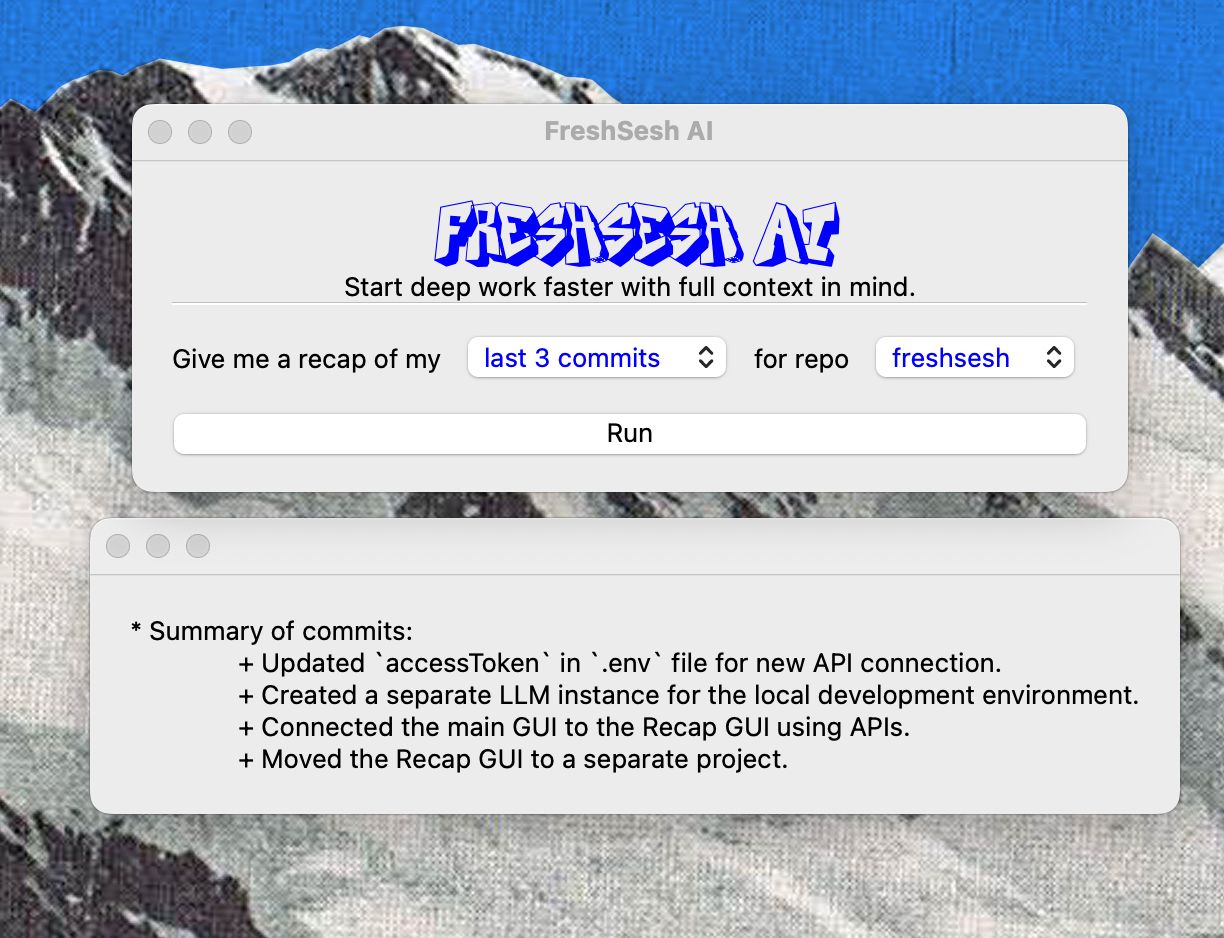 FreshSesh AI
FRESHSESH AI
Start deep work faster with full context in mind.
Give me a recap of my last 3 commits for repo freshsesh
Run
* Summary of commits:
+ Updated `accessToken` in `.env` file for new API connection.
+ Created a separate LLM instance for the local development environment.
+ Connected the main GUI to the Recap GUI using APIs.
+ Moved the Recap GUI to a separate project.